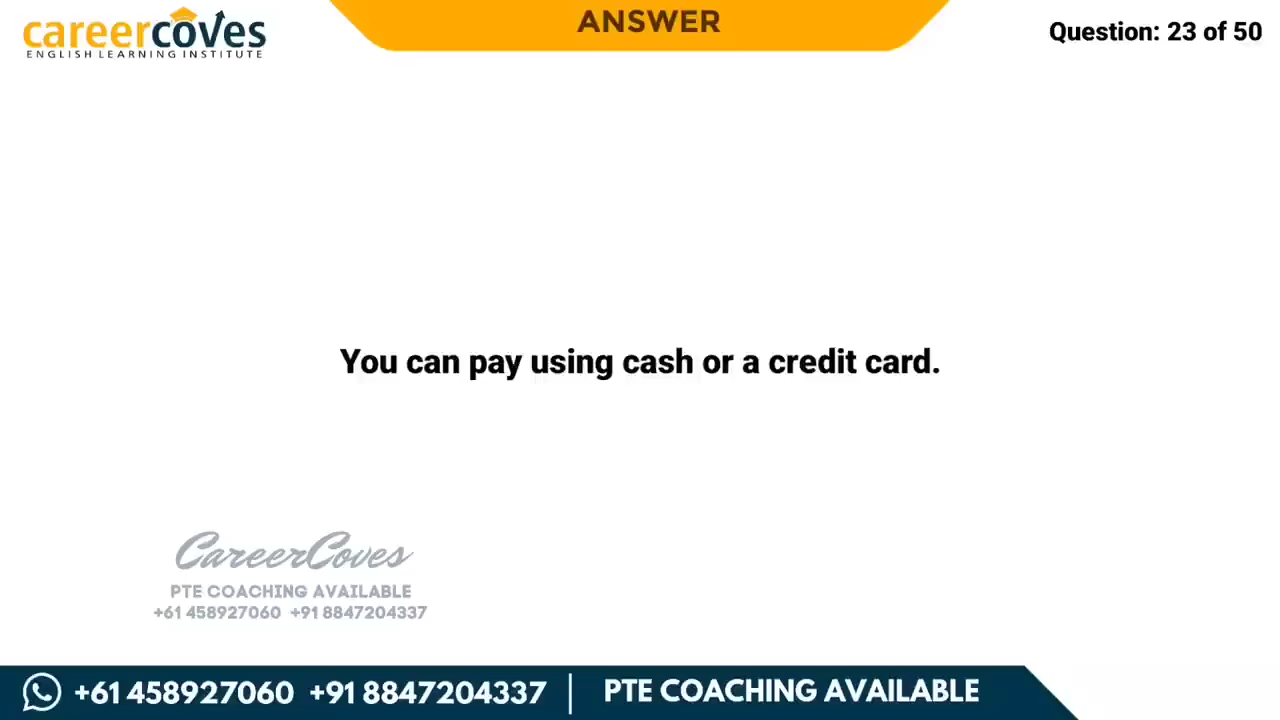 careercoves
ENGLISH LEARNING INSTITUTE
ANSWER
Question: 23 of 50
You can pay using cash or a credit card.
CareerCoves
PTE COACHING AVAILABLE
+61 458927060 +91 8847204337
+61 458927060 +91 8847204337 | PTE COACHING AVAILABLE